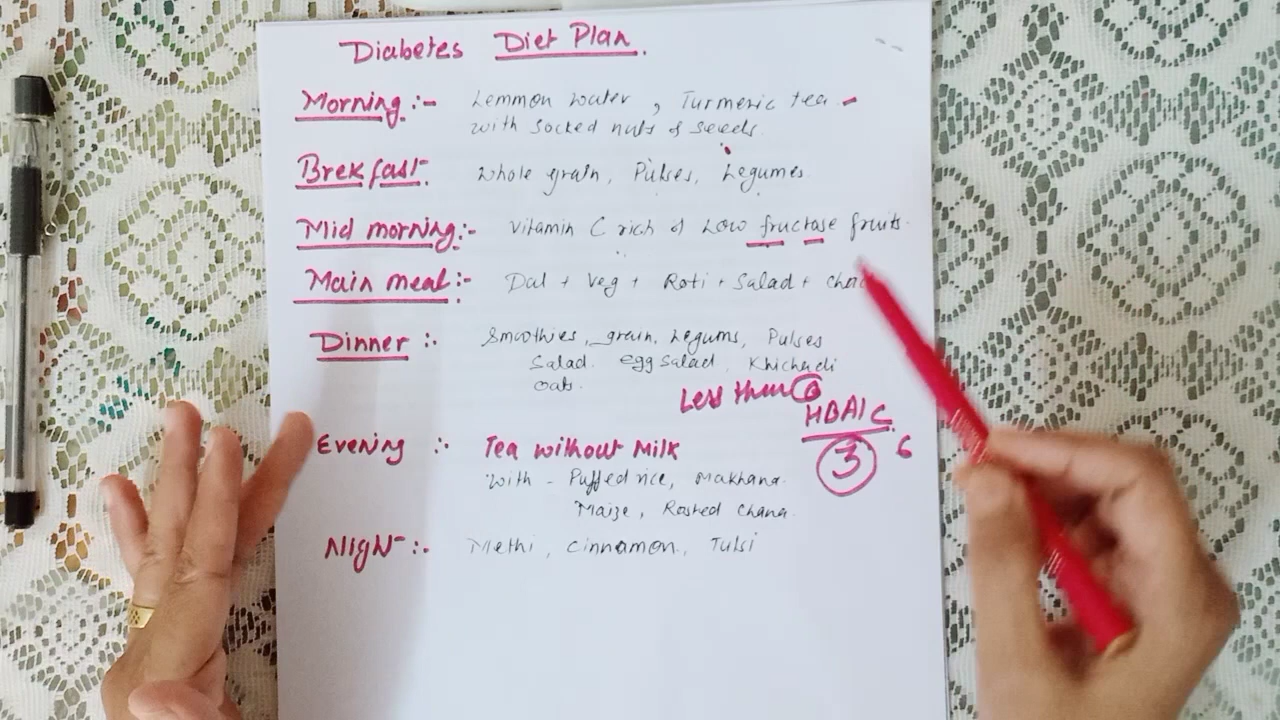 Diabetes Diet Plan.
Morning :- Lemmon water, Turmeric tea -
with Socked nuts & seeds.
Brekfast Whole grain, Pulses, Legumes.
Mid morning:- Vitamin C rich & Low fructase fruits.
Main meal:- Dal + Veg + Roti + Salad +
Dinner :- Smoothies, grain, Legums, Pulses
Salad. egg salad, Khichadi
oats.
Less than 6
HBA1C
3 6
Evening :- Tea without Milk
with - Puffed rice, Makhana.
Maize, Rosted Chana.
Night :- Methi, Cinnamon, Tulsi